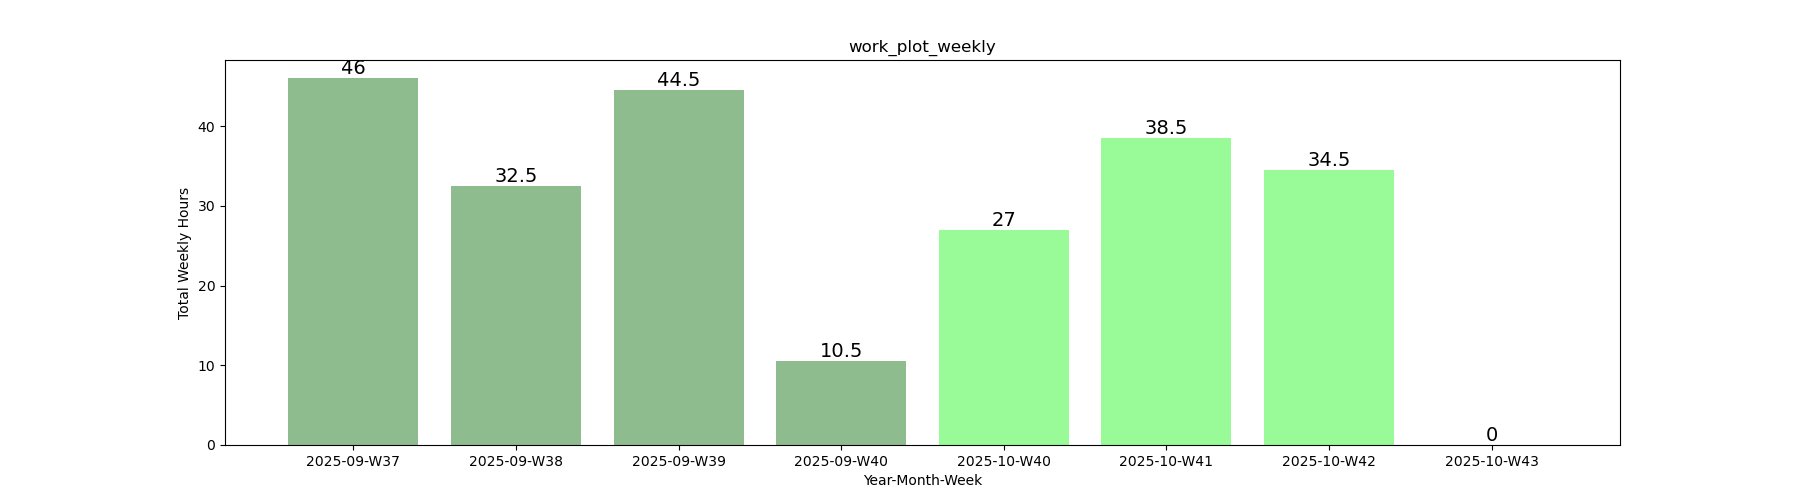 work_plot_weekly
46
32.5
44.5
10.5
27
38.5
34.5
0
Total Weekly Hours
40
30
20
10
0
2025-09-W37
2025-09-W38
2025-09-W39
2025-09-W40
2025-10-W40
2025-10-W41
2025-10-W42
2025-10-W43
Year-Month-Week